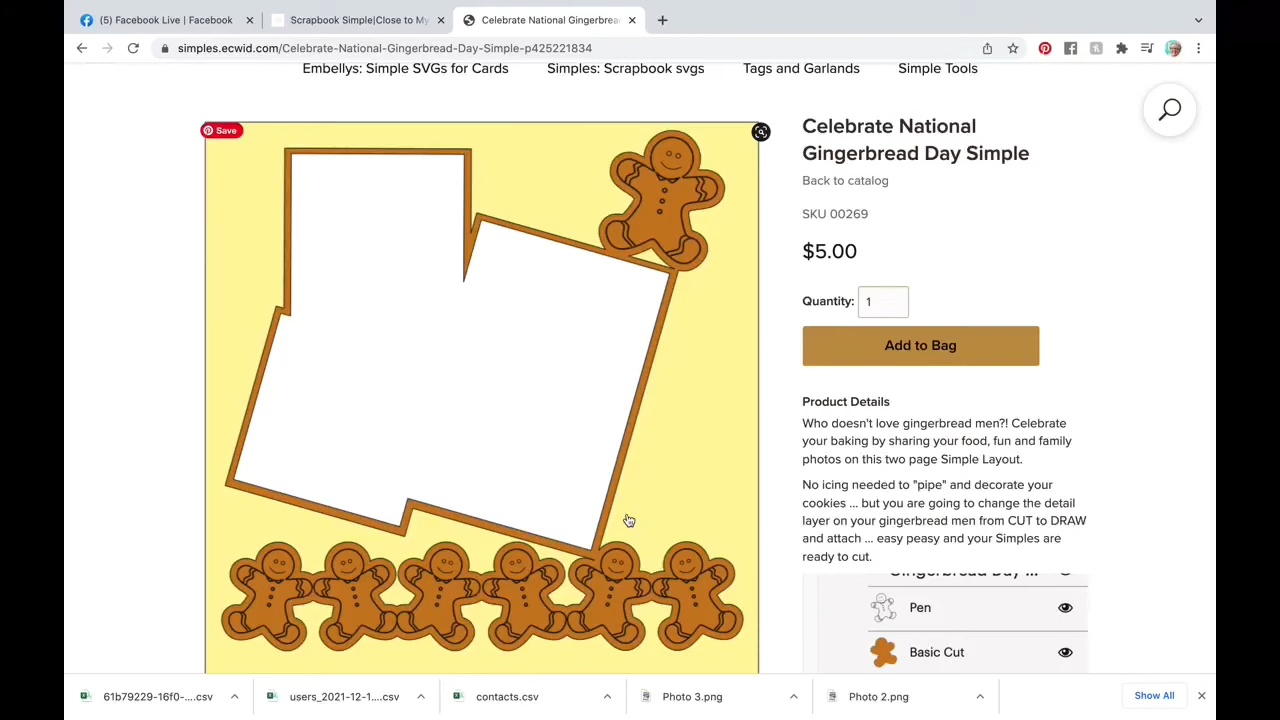 (5) Facebook Live | Facebook
Scrapbook Simple|Close to My
Celebrate National Gingerbrea
simples.ecwid.com/Celebrate-National-Gingerbread-Day-Simple-p425221834
Embellys: Simple SVGs for Cards
Simples: Scrapbook svgs
Tags and Garlands
Simple Tools
Save
Celebrate National
Gingerbread Day Simple
Back to catalog
SKU 00269
$5.00
Quantity: 1
Add to Bag
Product Details
Who doesn't love gingerbread men?! Celebrate
your baking by sharing your food, fun and family
photos on this two page Simple Layout.
No icing needed to "pipe" and decorate your
cookies ... but you are going to change the detail
layer on your gingerbread men from CUT to DRAW
and attach ... easy peasy and your Simples are
ready to cut.
Gingerbread Day ...
Pen
Basic Cut
61b79229-16f0-....csv
users_2021-12-1....csv
contacts.csv
Photo 3.png
Photo 2.png
Show All